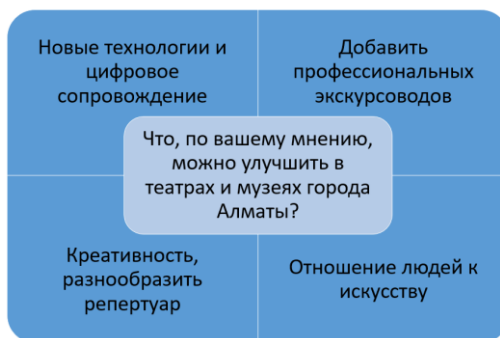 Новые технологии и
цифровое
сопровождение
Добавить
профессиональных
экскурсоводов
Что, по вашему мнению,
можно улучшить в
театрах и музеях города
Алматы?
Креативность,
разнообразить
репертуар
Отношение людей к
искусству